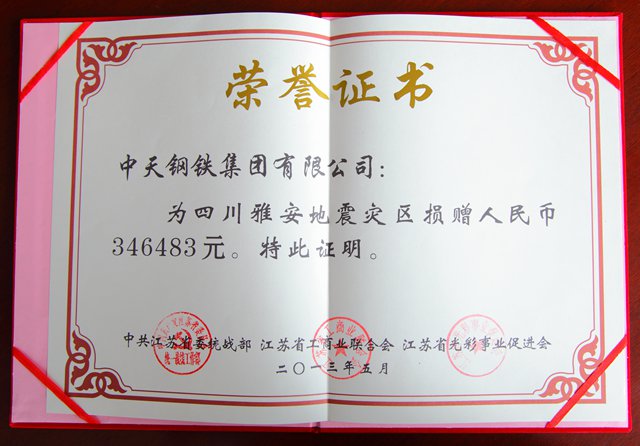 荣誉证书
中天钢铁集团有限公司：
为四川雅安地震灾区损赠人民币
346483元。特此证明。
中共江苏省委统战部 江苏省工商业联合会 江苏省光彩事业促进会
二〇一三年五月